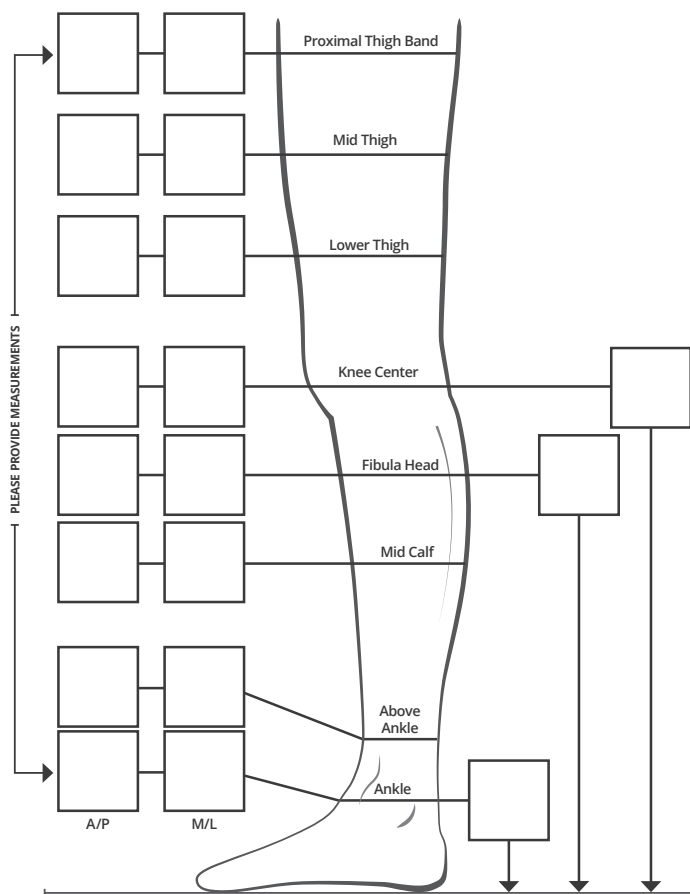 Proximal Thigh Band
Mid Thigh
Lower Thigh
PLEASE PROVIDE MEASUREMENTS
Knee Center
Fibula Head
Mid Calf
Above
Ankle
Ankle
A/P
M/L